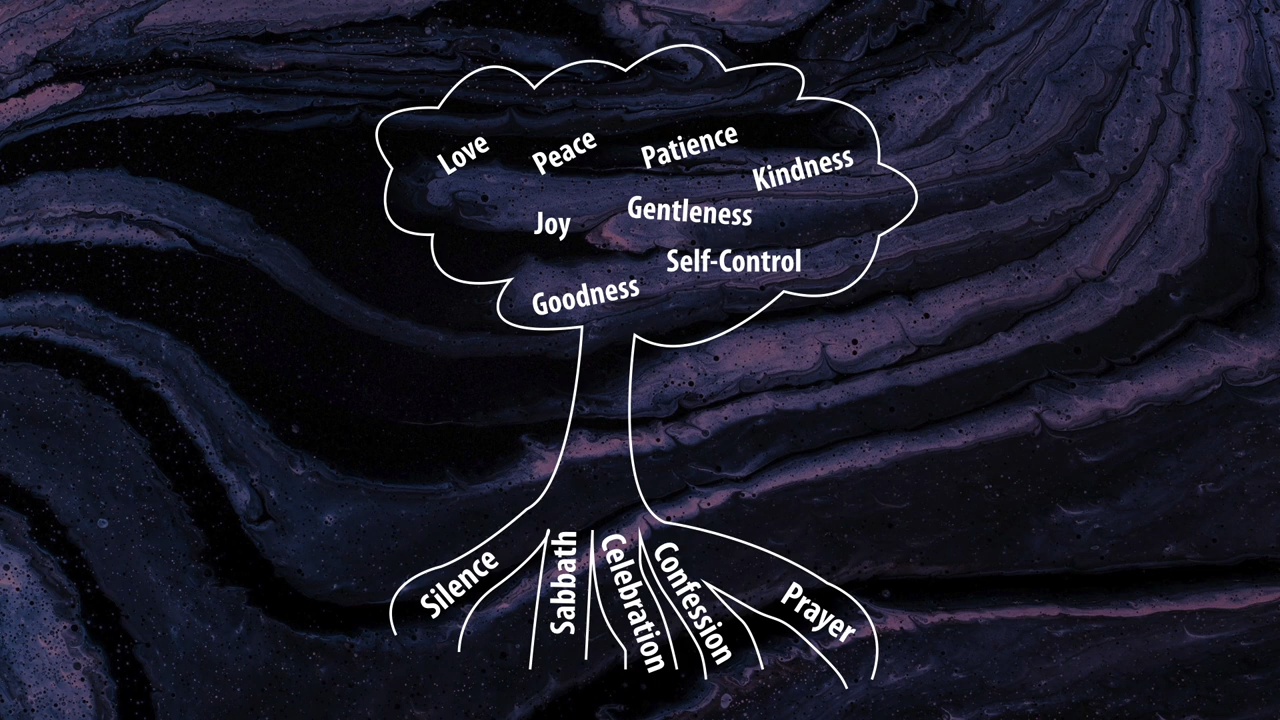 Love
Peace
Patience
Kindness
Joy
Gentleness
Self-Control
Goodness
Silence
Sabbath
Celebration
Confession
Prayer